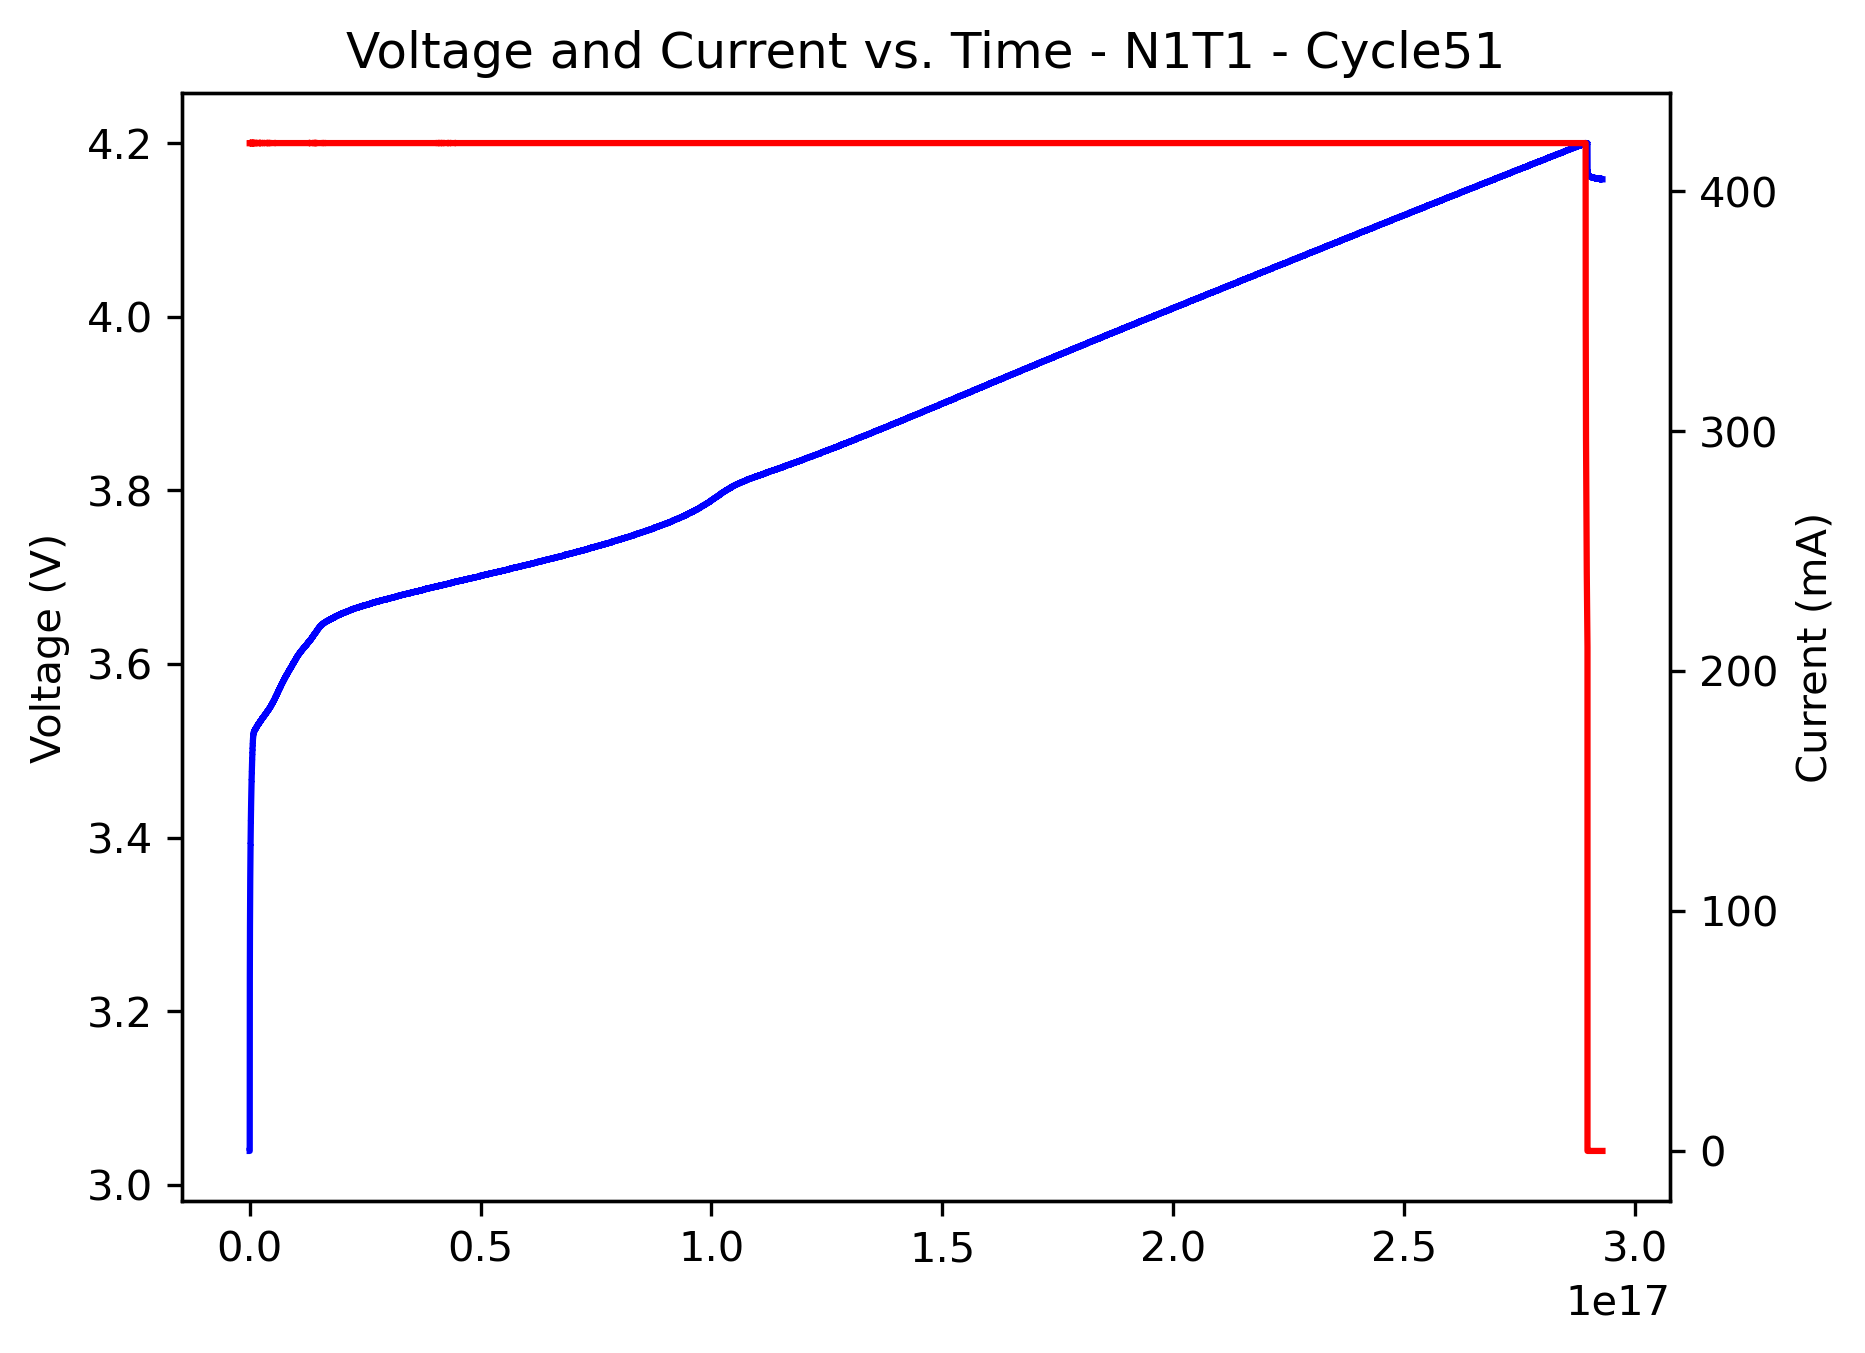 Voltage and Current vs. Time - N1T1 - Cycle51
4.2
4.0
3.8
3.6
3.4
3.2
3.0
Voltage (V)
400
300
200
100
0
Current (mA)
0.0 0.5 1.0 1.5 2.0 2.5 3.0
1e17